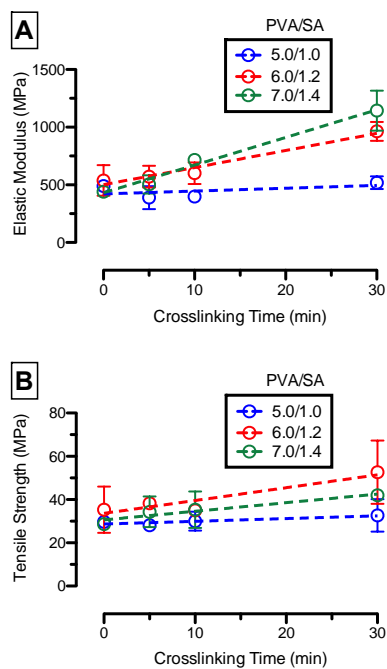 A
PVA/SA
5.0/1.0
6.0/1.2
7.0/1.4
Elastic Modulus (MPa)
1500
1000
500
0
0 10 20 30
Crosslinking Time (min)
B
PVA/SA
5.0/1.0
6.0/1.2
7.0/1.4
Tensile Strength (MPa)
80
60
40
20
0
0 10 20 30
Crosslinking Time (min)